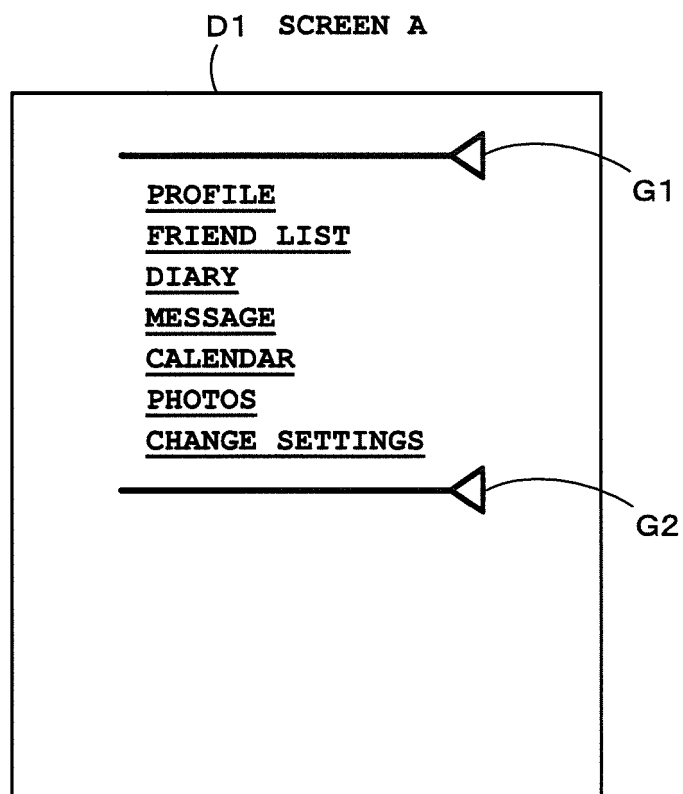 D1 SCREEN A
G1
PROFILE
FRIEND LIST
DIARY
MESSAGE
CALENDAR
PHOTOS
CHANGE SETTINGS
G2